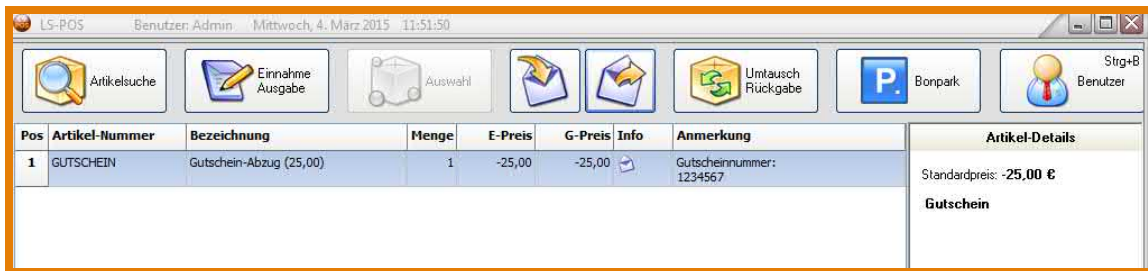 LS-POS Benutzer: Admin Mittwoch, 4. März 2015 11:51:50
Artikelsuche
Einnahme
Ausgabe
Auswahl
Umtausch
Rückgabe
P.
Bonpark
Strg+B
Benutzer
Pos Artikel-Nummer Bezeichnung Menge E-Preis G-Preis Info Anmerkung
1 GUTSCHEIN Gutschein-Abzug (25,00) 1 -25,00 -25,00 Gutscheinnummer:
1234567
Artikel-Details
Standardpreis: -25,00 €
Gutschein